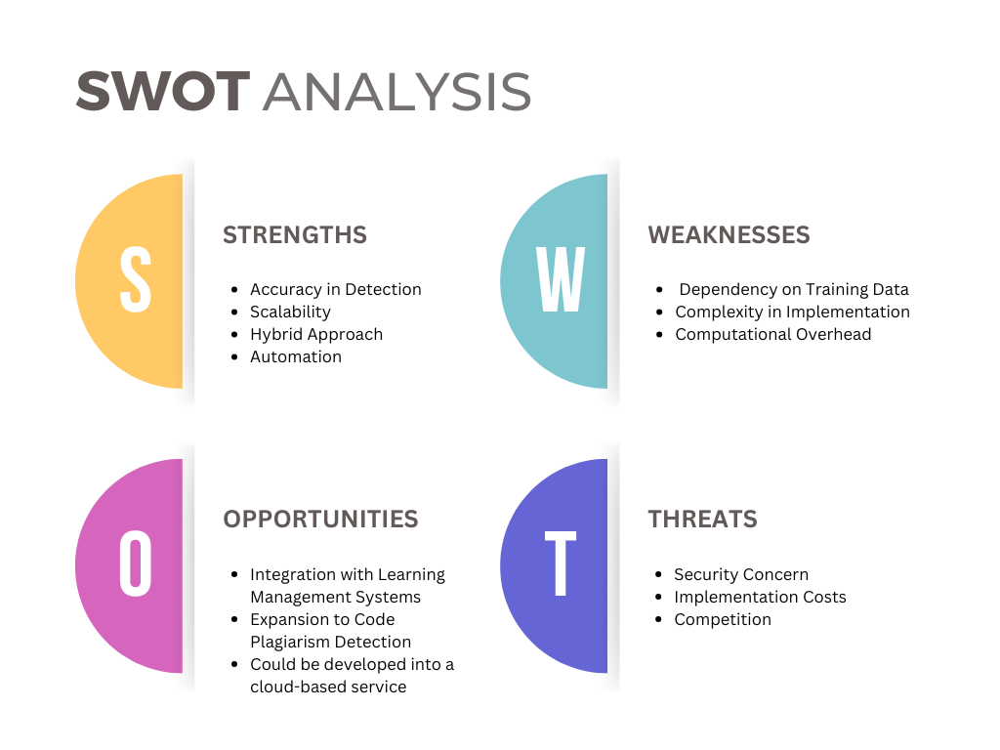 SWOT ANALYSIS
S
STRENGTHS
• Accuracy in Detection
• Scalability
• Hybrid Approach
• Automation
W
WEAKNESSES
• Dependency on Training Data
• Complexity in Implementation
• Computational Overhead
O
OPPORTUNITIES
• Integration with Learning
Management Systems
• Expansion to Code
Plagiarism Detection
• Could be developed into a
cloud-based service
T
THREATS
• Security Concern
• Implementation Costs
• Competition